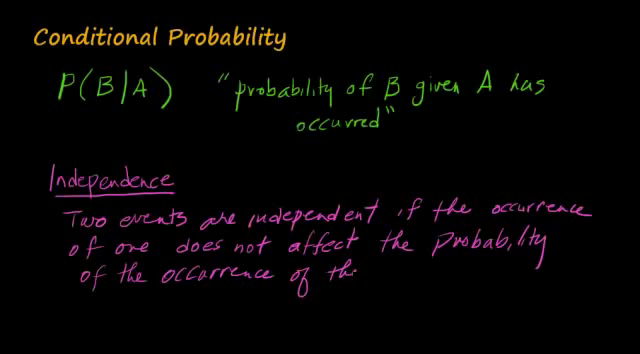 Conditional Probability
P(B|A) "probability of B given A has
occurred"
Independence
Two events are independent if the occurrence
of one does not affect the probability
of the occurrence of th